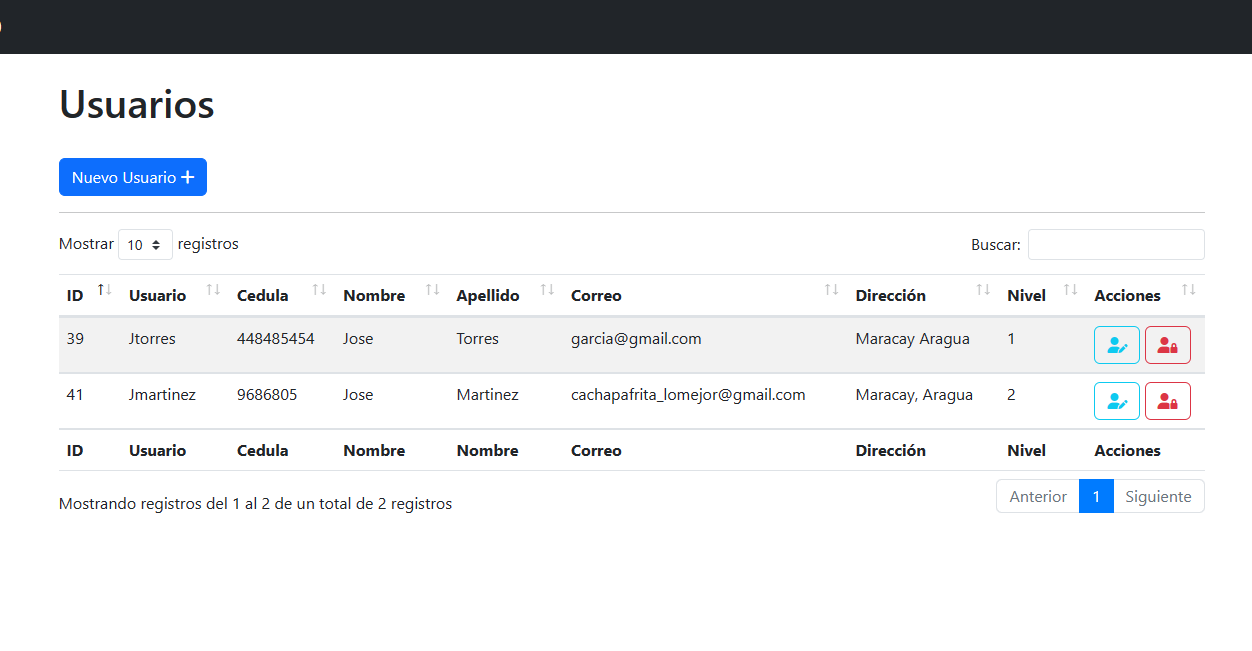 Usuarios
Nuevo Usuario +
Mostrar 10 registros Buscar:
ID Usuario Cedula Nombre Apellido Correo Dirección Nivel Acciones
39 Jtorres 448485454 Jose Torres garcia@gmail.com Maracay Aragua 1
41 Jmartinez 9686805 Jose Martinez cachapafrita_lomejor@gmail.com Maracay, Aragua 2
ID Usuario Cedula Nombre Nombre Correo Dirección Nivel Acciones
Mostrando registros del 1 al 2 de un total de 2 registros Anterior 1 Siguiente